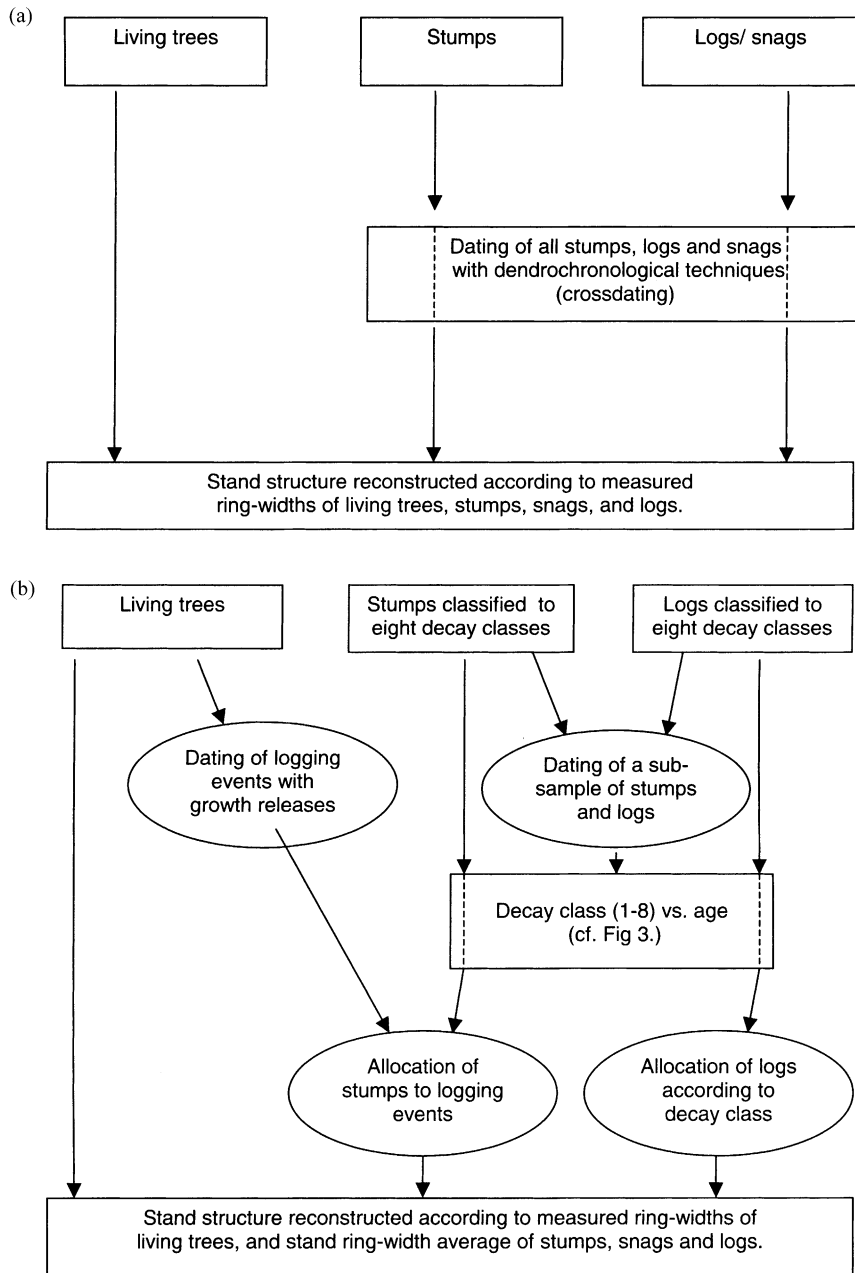 (a)
Living trees
Stumps
Logs/ snags
Dating of all stumps, logs and snags
with dendrochronological techniques
(crossdating)
Stand structure reconstructed according to measured
ring-widths of living trees, stumps, snags, and logs.
(b)
Living trees
Stumps classified to
eight decay classes
Logs classified to
eight decay classes
Dating of logging
events with
growth releases
Dating of a sub-
sample of stumps
and logs
Decay class (1-8) vs. age
(cf. Fig 3.)
Allocation of
stumps to logging
events
Allocation of logs
according to
decay class
Stand structure reconstructed according to measured ring-widths of
living trees, and stand ring-width average of stumps, snags and logs.